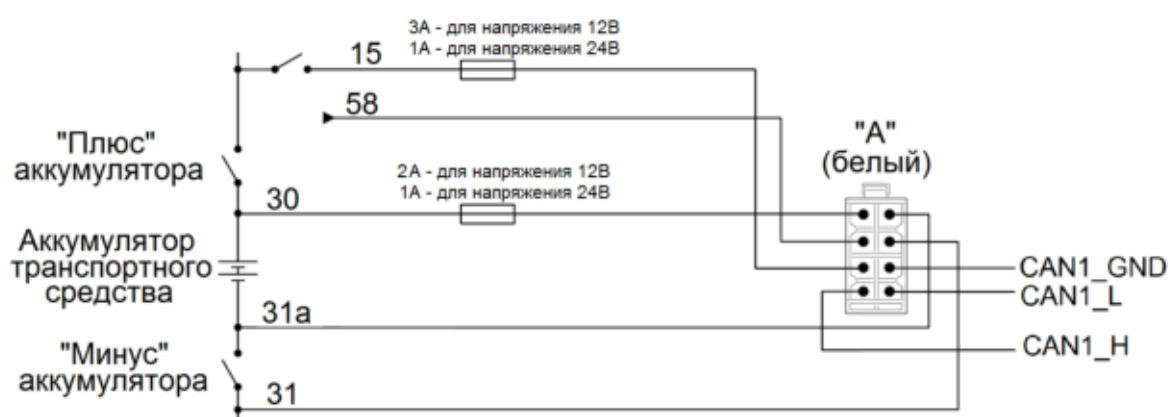 3А - для напряжения 12В
1А - для напряжения 24В
15
58
"Плюс"
аккумулятора
"А"
(белый)
2А - для напряжения 12В
1А - для напряжения 24В
30
Аккумулятор
транспортного
средства
CAN1_GND
CAN1_L
31а
CAN1_H
"Минус"
аккумулятора
31